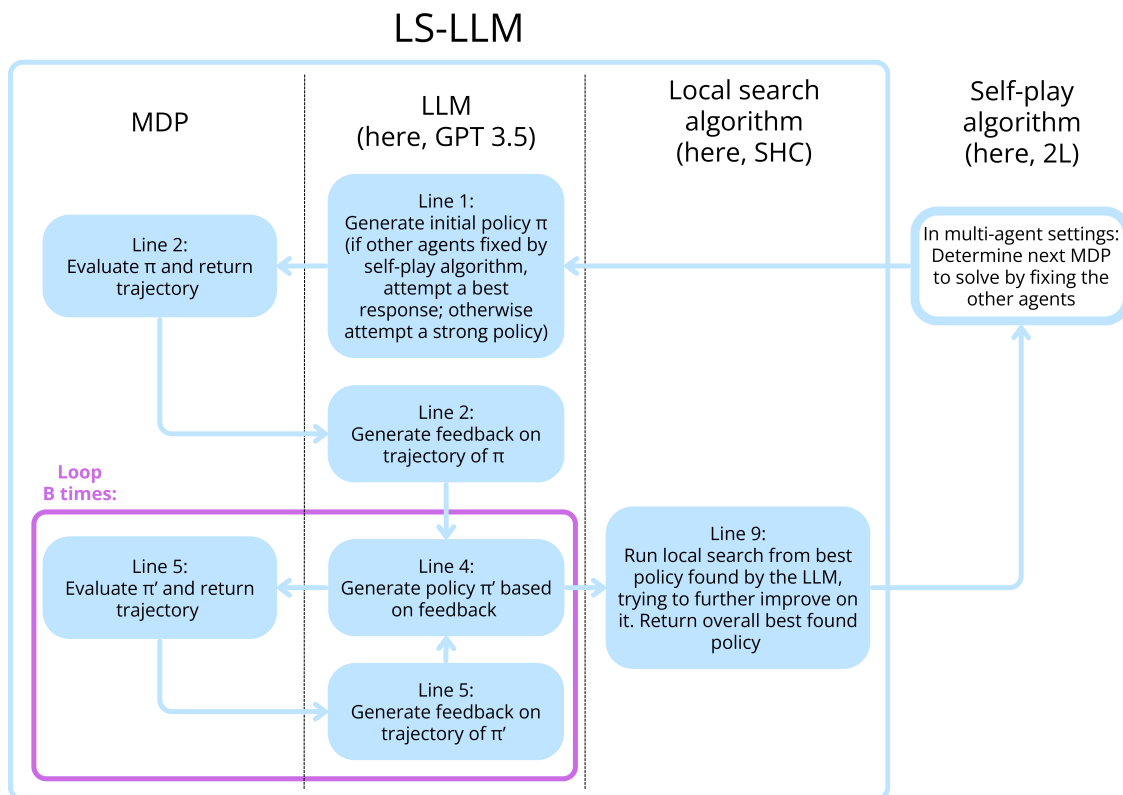 LS-LLM
MDP
LLM
(here, GPT 3.5)
Local search
algorithm
(here, SHC)
Self-play
algorithm
(here, 2L)
Line 1:
Generate initial policy π
(if other agents fixed by
self-play algorithm,
attempt a best
response; otherwise
attempt a strong policy)
Line 2:
Evaluate π and return
trajectory
In multi-agent settings:
Determine next MDP
to solve by fixing the
other agents
Line 2:
Generate feedback on
trajectory of π
Loop
B times:
Line 5:
Evaluate π’ and return
trajectory
Line 4:
Generate policy π’ based
on feedback
Line 9:
Run local search from best
policy found by the LLM,
trying to further improve on
it. Return overall best found
policy
Line 5:
Generate feedback on
trajectory of π’